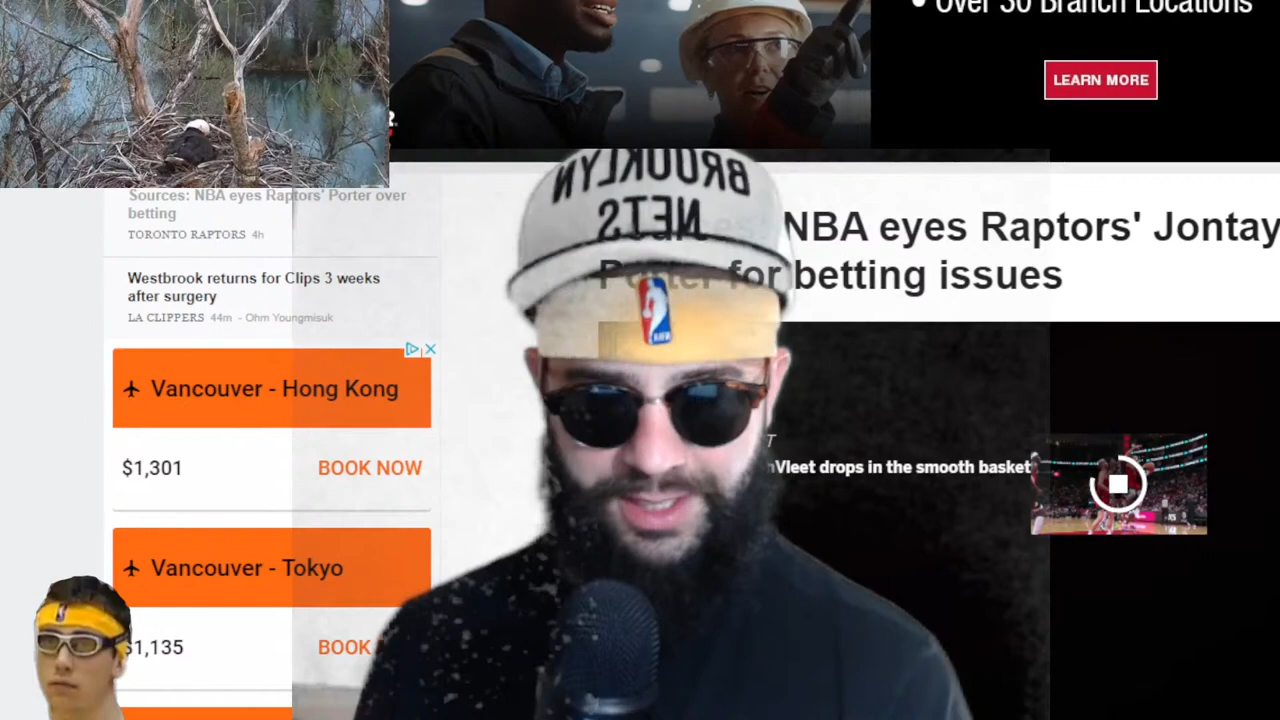 • Over 30 Branch Locations
LEARN MORE
Sources: NBA eyes Raptors' Porter over
betting
TORONTO RAPTORS 4h
Westbrook returns for Clips 3 weeks
after surgery
LA CLIPPERS 44m - Ohm Youngmisuk
Vancouver - Hong Kong
$1,301 BOOK NOW
Vancouver - Tokyo
$1,135 BOOK
BROOKLYN
NETS
NBA eyes Raptors' Jontay
Porter for betting issues
nVleet drops in the smooth basket